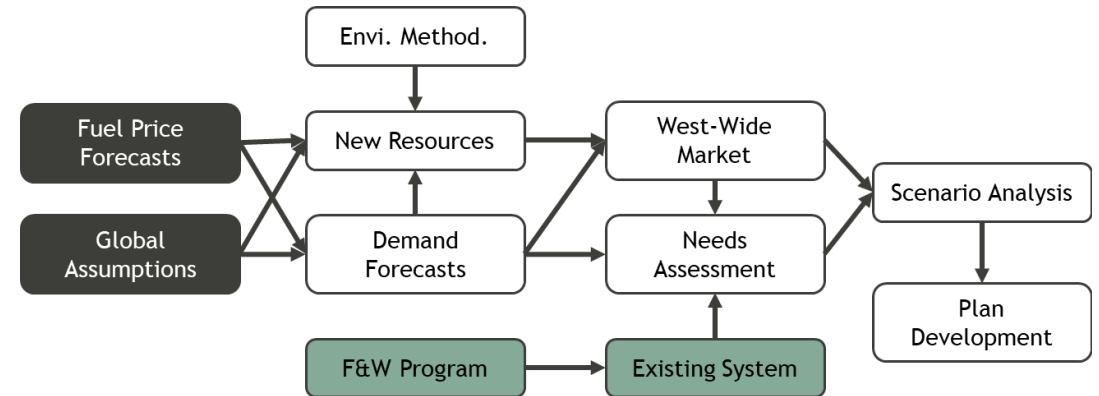 Envi. Method.
Fuel Price
Forecasts
New Resources
West-Wide
Market
Scenario Analysis
Global
Assumptions
Demand
Forecasts
Needs
Assessment
Plan
Development
F&W Program
Existing System